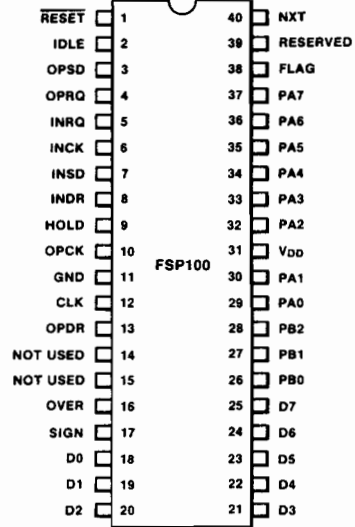 RESET 1 40 NXT
IDLE 2 39 RESERVED
OPSD 3 38 FLAG
OPRQ 4 37 PA7
INRQ 5 36 PA6
INCK 6 35 PA5
INSD 7 34 PA4
INDR 8 33 PA3
HOLD 9 32 PA2
OPCK 10 31 VDD
FSP100
GND 11 30 PA1
CLK 12 29 PA0
OPDR 13 28 PB2
NOT USED 14 27 PB1
NOT USED 15 26 PB0
OVER 16 25 D7
SIGN 17 24 D6
D0 18 23 D5
D1 19 22 D4
D2 20 21 D3